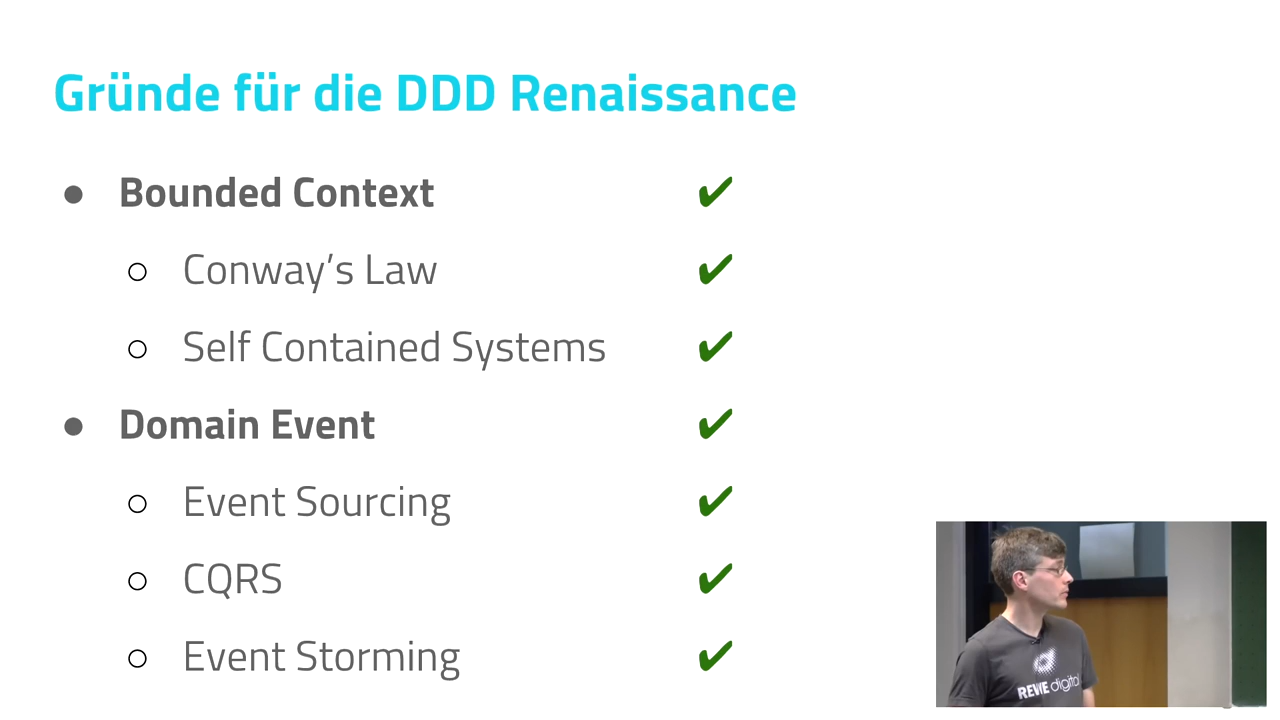 Gründe für die DDD Renaissance
● Bounded Context ✔
○ Conway’s Law ✔
○ Self Contained Systems ✔
● Domain Event ✔
○ Event Sourcing ✔
○ CQRS ✔
○ Event Storming ✔
REWE digital